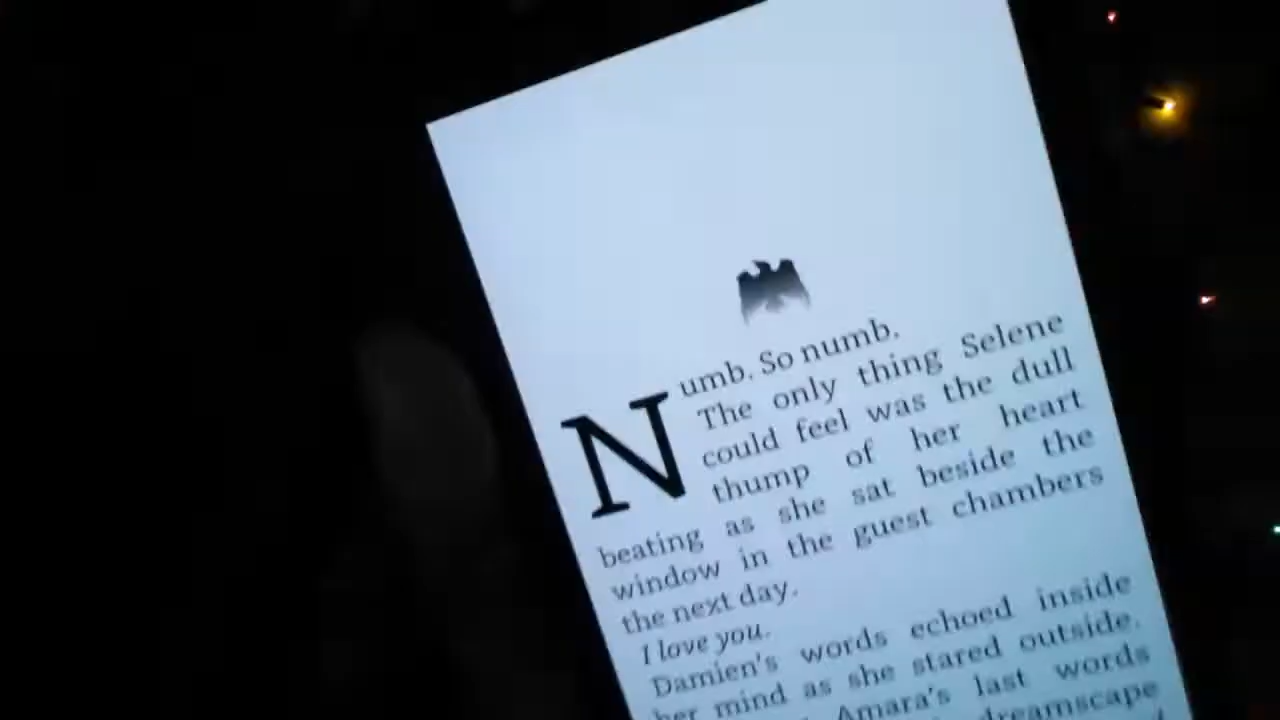 Numb. So numb.
The only thing Selene
could feel was the dull
thump of her heart
beating as she sat beside the
window in the guest chambers
the next day.
I love you.
Damien's words echoed inside
her mind as she stared outside.
Amara's last words
dreamscape